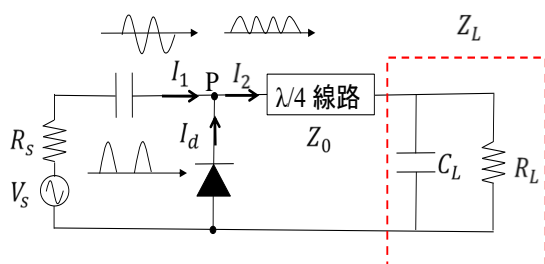 Z_L
I_1
P
I_2
λ/4 線路
Z_0
R_s
I_d
V_s
C_L
R_L